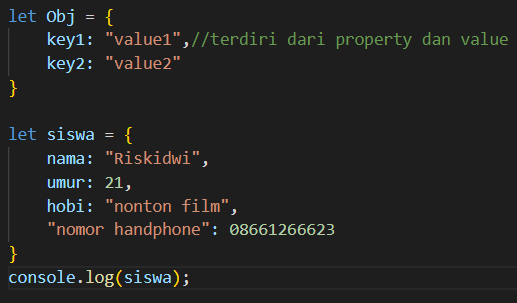 let Obj = {
    key1: "value1",//terdiri dari property dan value
    key2: "value2"
}

let siswa = {
    nama: "Riskidwi",
    umur: 21,
    hobi: "nonton film",
    "nomor handphone": 08661266623
}
console.log(siswa);